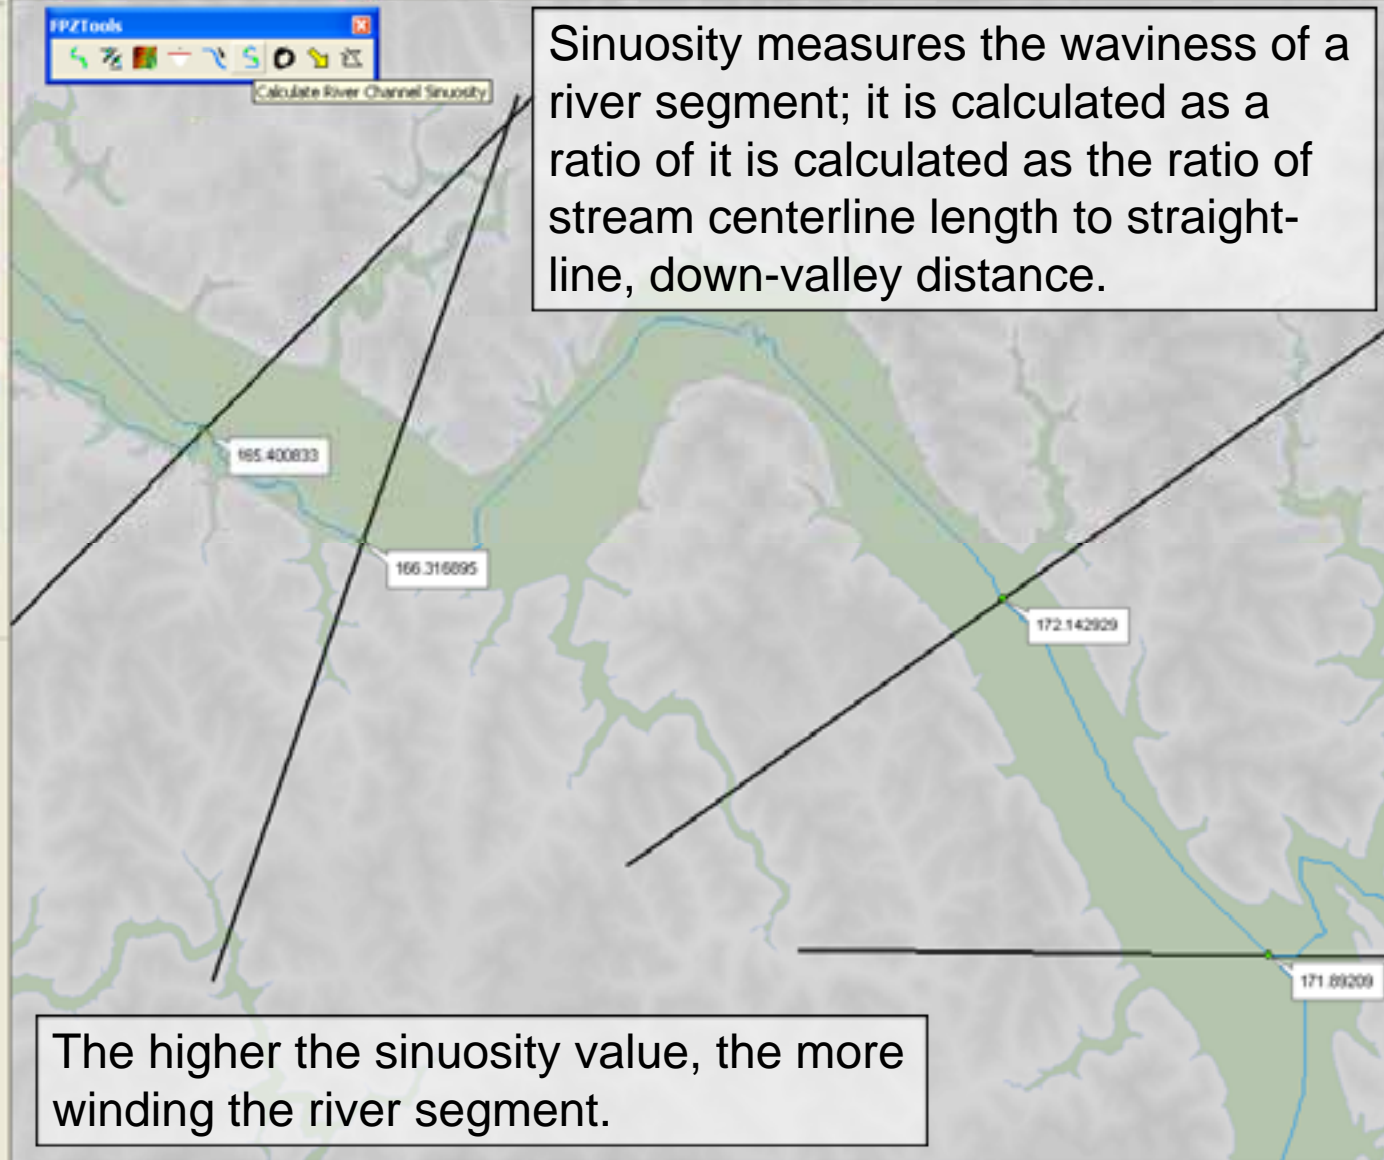 FPZTools
Calculate River Channel Sinuosity
Sinuosity measures the waviness of a
river segment; it is calculated as a
ratio of it is calculated as the ratio of
stream centerline length to straight-
line, down-valley distance.
165.400833
166.316895
172.142929
171.89209
The higher the sinuosity value, the more
winding the river segment.